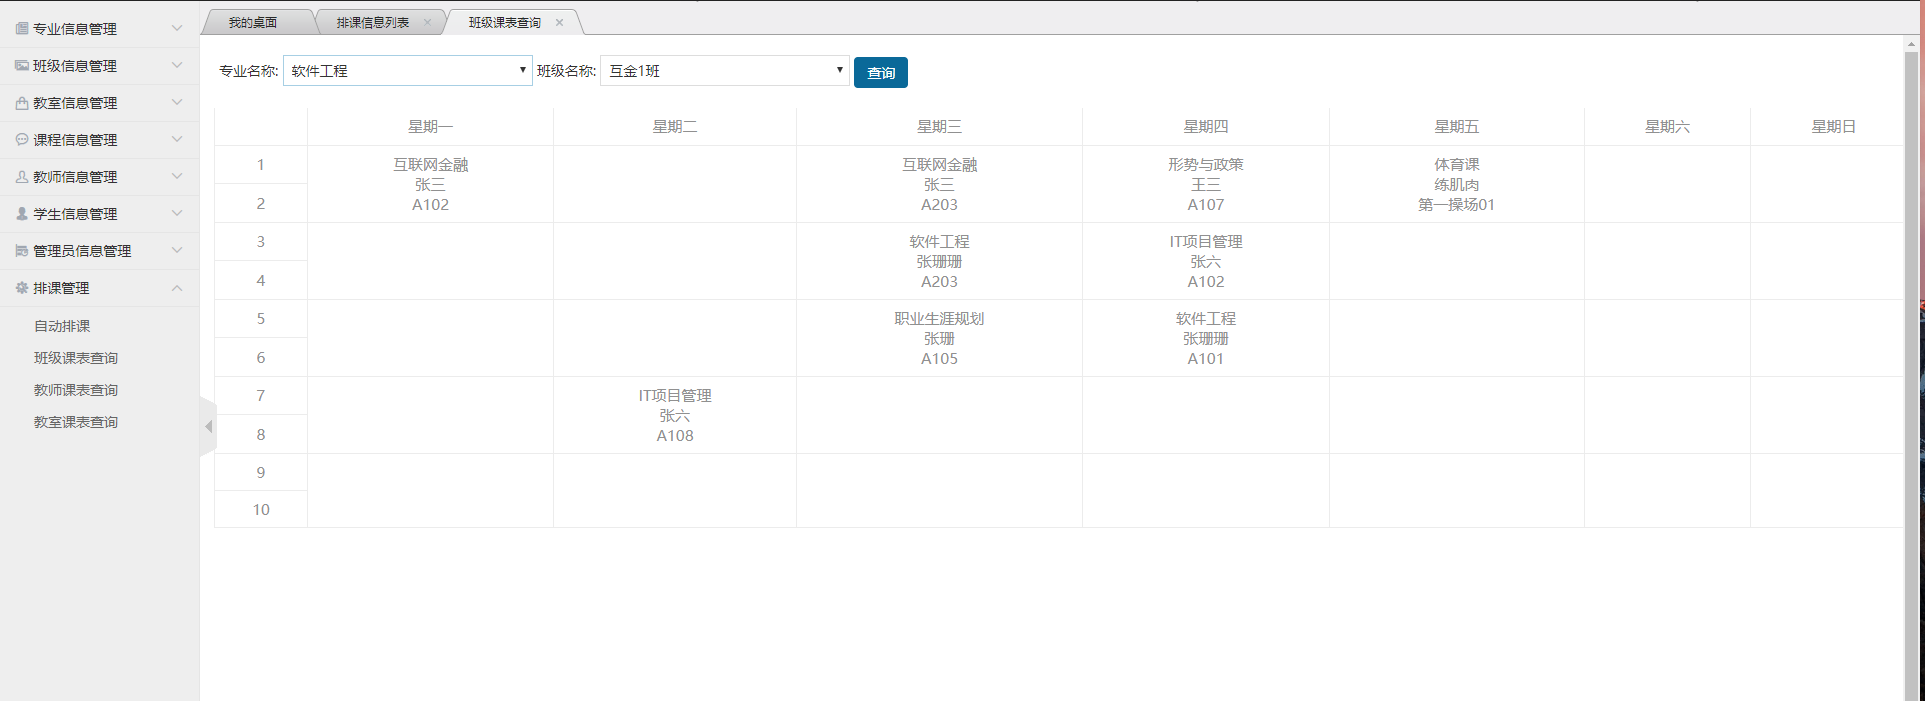 专业信息管理
班级信息管理
教室信息管理
课程信息管理
教师信息管理
学生信息管理
管理员信息管理
排课管理
自动排课
班级课表查询
教师课表查询
教室课表查询
我的桌面 排课信息列表 × 班级课表查询 ×
专业名称: 软件工程 班级名称: 互金1班 查询
星期一 星期二 星期三 星期四 星期五 星期六 星期日
1 2
互联网金融
张三
A102
互联网金融
张三
A203
形势与政策
王三
A107
体育课
练肌肉
第一操场01
3 4
软件工程
张珊珊
A203
IT项目管理
张六
A102
5 6
职业生涯规划
张珊
A105
软件工程
张珊珊
A101
7 8
IT项目管理
张六
A108
9
10